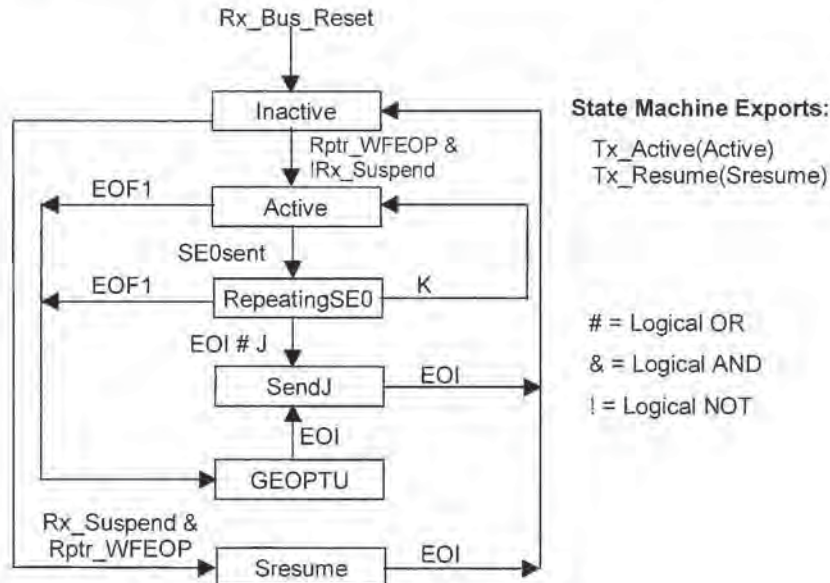 Rx_Bus_Reset
Inactive
Rptr_WFEOP &
!Rx_Suspend
EOF1
Active
SE0sent
EOF1
RepeatingSE0
K
EOI # J
SendJ
EOI
EOI
GEOPTU
Rx_Suspend &
Rptr_WFEOP
Sresume
EOI
State Machine Exports:
Tx_Active(Active)
Tx_Resume(Sresume)
# = Logical OR
& = Logical AND
! = Logical NOT